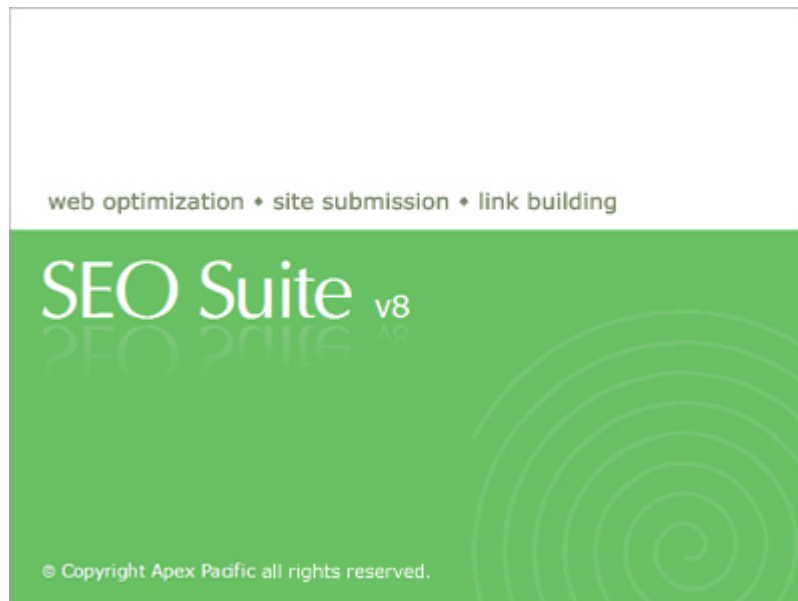 web optimization • site submission • link building
SEO Suite v8
© Copyright Apex Pacific all rights reserved.